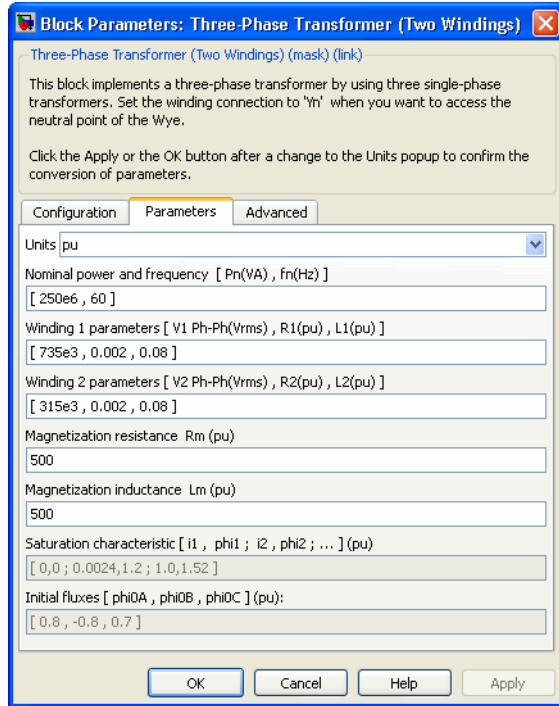 Block Parameters: Three-Phase Transformer (Two Windings)
Three-Phase Transformer (Two Windings) (mask) (link)
This block implements a three-phase transformer by using three single-phase
transformers. Set the winding connection to 'Yn' when you want to access the
neutral point of the Wye.
Click the Apply or the OK button after a change to the Units popup to confirm the
conversion of parameters.
Configuration Parameters Advanced
Units pu
Nominal power and frequency [ Pn(VA) , fn(Hz) ]
[ 250e6 , 60 ]
Winding 1 parameters [ V1 Ph-Ph(Vrms) , R1(pu) , L1(pu) ]
[ 735e3 , 0.002 , 0.08 ]
Winding 2 parameters [ V2 Ph-Ph(Vrms) , R2(pu) , L2(pu) ]
[ 315e3 , 0.002 , 0.08 ]
Magnetization resistance Rm (pu)
500
Magnetization inductance Lm (pu)
500
Saturation characteristic [ i1 , phi1 ; i2 , phi2 ; ... ] (pu)
[ 0,0 ; 0.0024,1.2 ; 1.0,1.52 ]
Initial fluxes [ phi0A , phi0B , phi0C ] (pu):
[ 0.8 , -0.8 , 0.7 ]
OK Cancel Help Apply